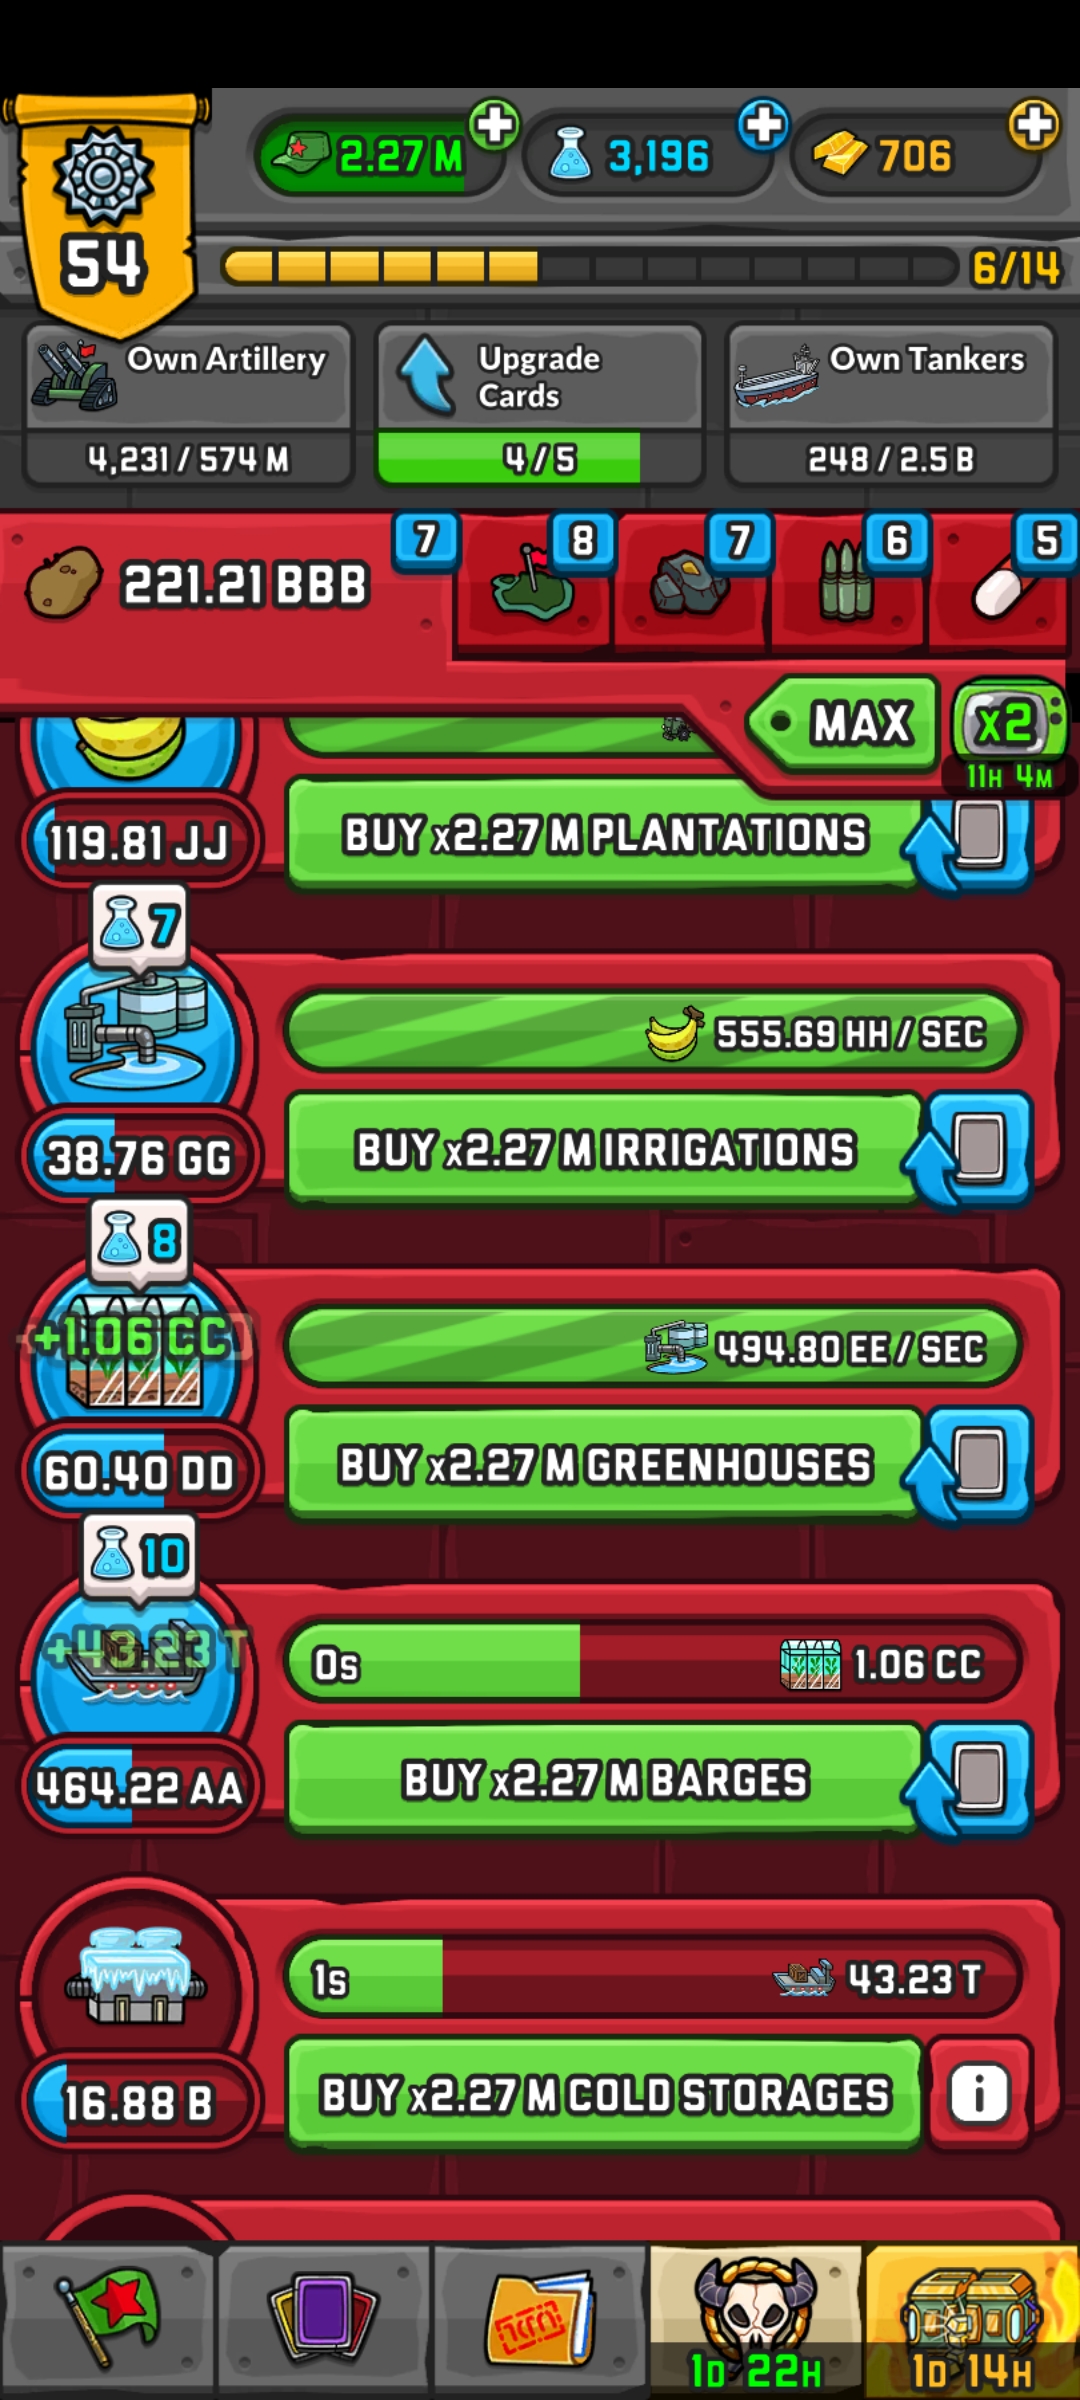 2.27 M
3,196
706
54
6/14
Own Artillery
4,231 / 574 M
Upgrade
Cards
4 / 5
Own Tankers
248 / 2.5 B
221.21 BBB
7
8
7
6
5
MAX
x2
11H 4M
119.81 JJ
BUY x2.27 M PLANTATIONS
7
555.69 HH / SEC
38.76 GG
BUY x2.27 M IRRIGATIONS
8
+1.06 CC
494.80 EE / SEC
60.40 DD
BUY x2.27 M GREENHOUSES
10
+43.23 T
0s
1.06 CC
464.22 AA
BUY x2.27 M BARGES
1s
43.23 T
16.88 B
BUY x2.27 M COLD STORAGES
i
1D 22H
1D 14H